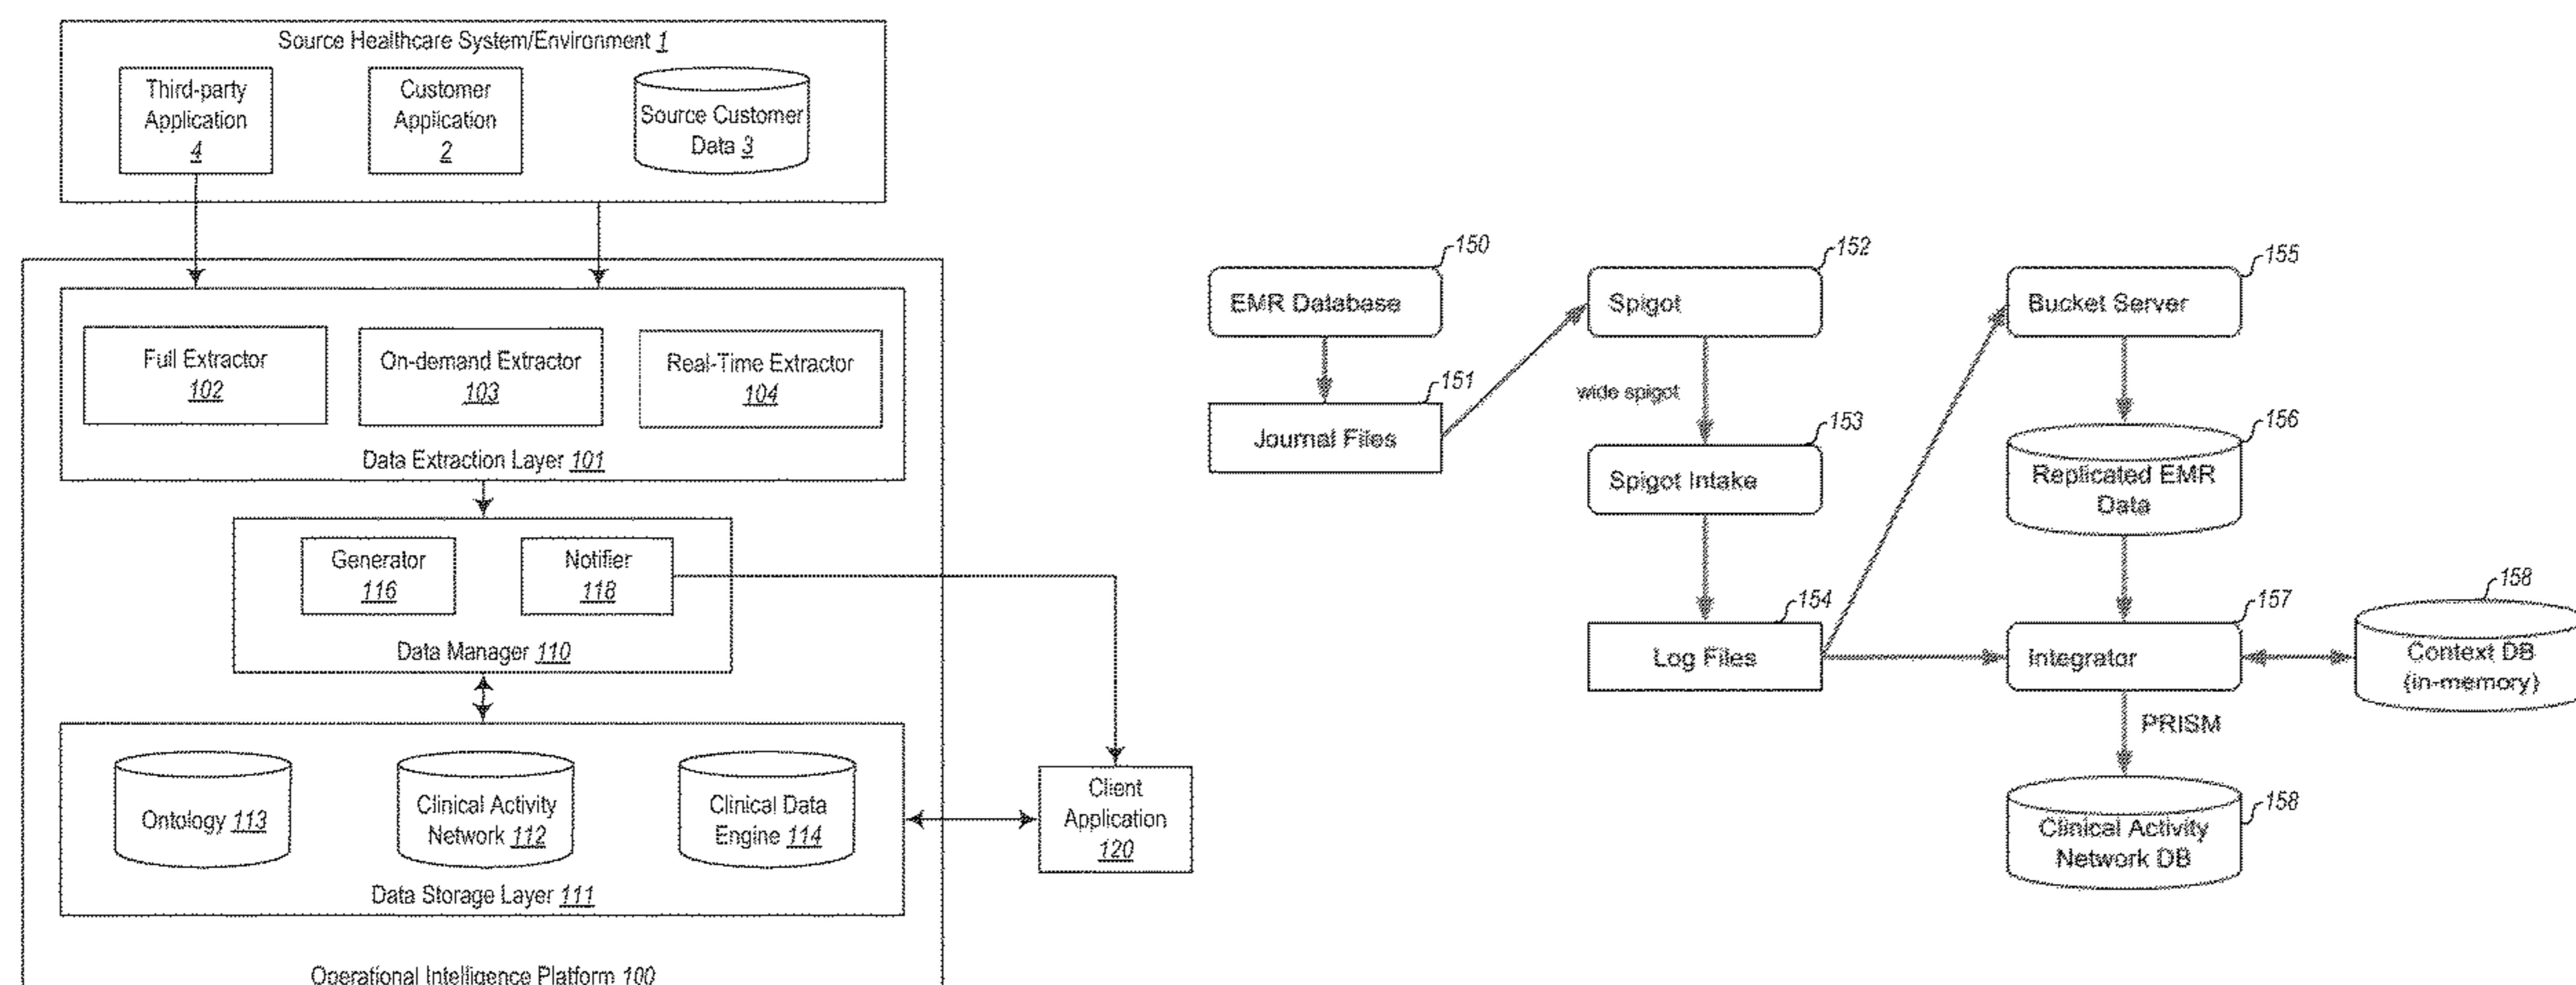 Source Healthcare System/Environment 1
Third-party
Application
4
Customer
Application
2
Source Customer
Data 3
Full Extractor
102
On-demand Extractor
103
Real-Time Extractor
104
Data Extraction Layer 101
Generator
116
Notifier
118
Data Manager 110
Ontology 113
Clinical Activity
Network 112
Clinical Data
Engine 114
Data Storage Layer 111
Client
Application
120
Operational Intelligence Platform 100
150
EMR Database
151
Journal Files
152
Spigot
wide spigot
153
Spigot Intake
154
Log Files
155
Bucket Server
156
Replicated EMR
Data
157
Integrator
158
Context DB
(in-memory)
PRISM
158
Clinical Activity
Network DB